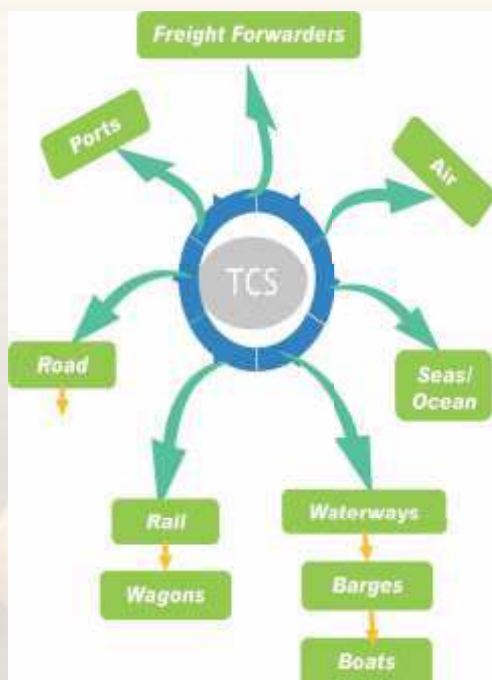 Freight Forwarders
Ports
Air
TCS
Road
Seas/
Ocean
Rail
Waterways
Wagons
Barges
Boats